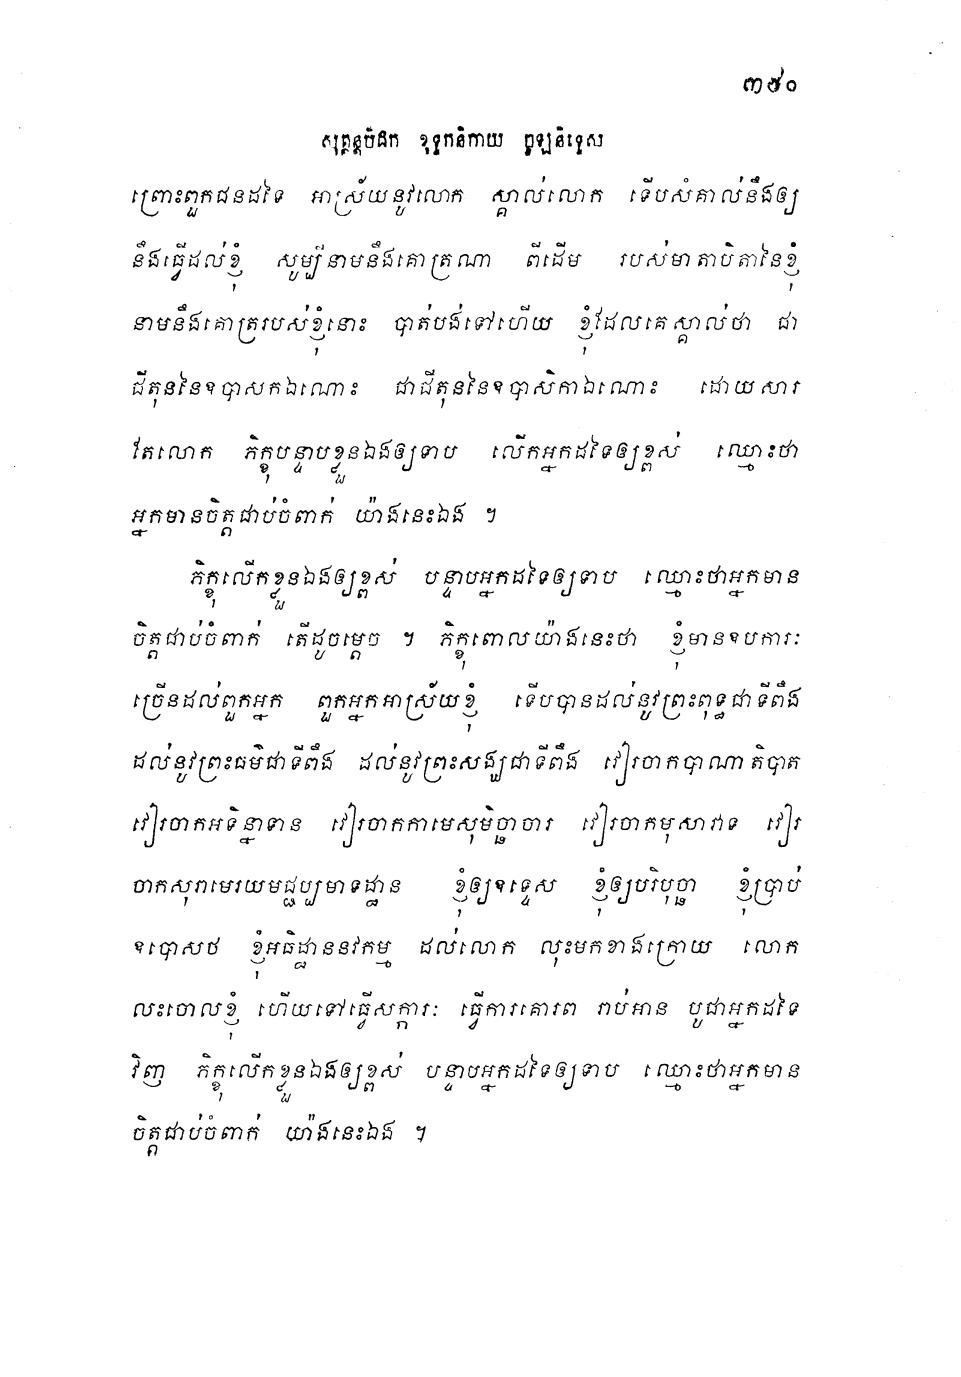 ៣៩០
សុត្តន្តបិដក ខុទ្ទកនិកាយ ចូឡនិទ្ទេស
ព្រោះពួកជនដទៃ អាស្រ័យនូវលោក ស្គាល់លោក ទើបសំគាល់នឹងឲ្យ
នឹងធ្វើដល់ខ្ញុំ សូម្បីនាមនឹងគោត្រណា ពីដើម របស់មាតាបិតានៃខ្ញុំ
នាមនឹងគោត្ររបស់ខ្ញុំនោះ បាត់បង់ទៅហើយ ខ្ញុំដែលគេស្គាល់ថា ជា
ជីតុននៃឧបាសកឯណោះ ជាជីតុននៃឧបាសិកាឯណោះ ដោយសារ
តែលោក ភិក្ខុបន្ទាបខ្លួនឯងឲ្យទាប លើកអ្នកដទៃឲ្យខ្ពស់ ឈ្មោះថា
អ្នកមានចិត្តជាប់ចំពាក់ យ៉ាងនេះឯង ។
ភិក្ខុលើកខ្លួនឯងឲ្យខ្ពស់ បន្ទាបអ្នកដទៃឲ្យទាប ឈ្មោះថាអ្នកមាន
ចិត្តជាប់ចំពាក់ តើដូចម្តេច ។ ភិក្ខុពោលយ៉ាងនេះថា ខ្ញុំមានឧបការៈ
ច្រើនដល់ពួកអ្នក ពួកអ្នកអាស្រ័យខ្ញុំ ទើបបានដល់នូវព្រះពុទ្ធជាទីពឹង
ដល់នូវព្រះធម៌ជាទីពឹង ដល់នូវព្រះសង្ឃជាទីពឹង វៀរចាកបាណាតិបាត
វៀរចាកអទិន្នាទាន វៀរចាកកាមេសុមិច្ឆាចារ វៀរចាកមុសាវាទ វៀរ
ចាកសុរាមេរយមជ្ជប្បមាទដ្ឋាន ខ្ញុំឲ្យឧទ្ទេស ខ្ញុំឲ្យបរិបុច្ឆា ខ្ញុំប្រាប់
ឧបោសថ ខ្ញុំអធិដ្ឋាននវកម្ម ដល់លោក លុះមកខាងក្រោយ លោក
លះចោលខ្ញុំ ហើយទៅធ្វើសក្ការៈ ធ្វើការគោរព រាប់អាន បូជាអ្នកដទៃ
វិញ ភិក្ខុលើកខ្លួនឯងឲ្យខ្ពស់ បន្ទាបអ្នកដទៃឲ្យទាប ឈ្មោះថាអ្នកមាន
ចិត្តជាប់ចំពាក់ យ៉ាងនេះឯង ។